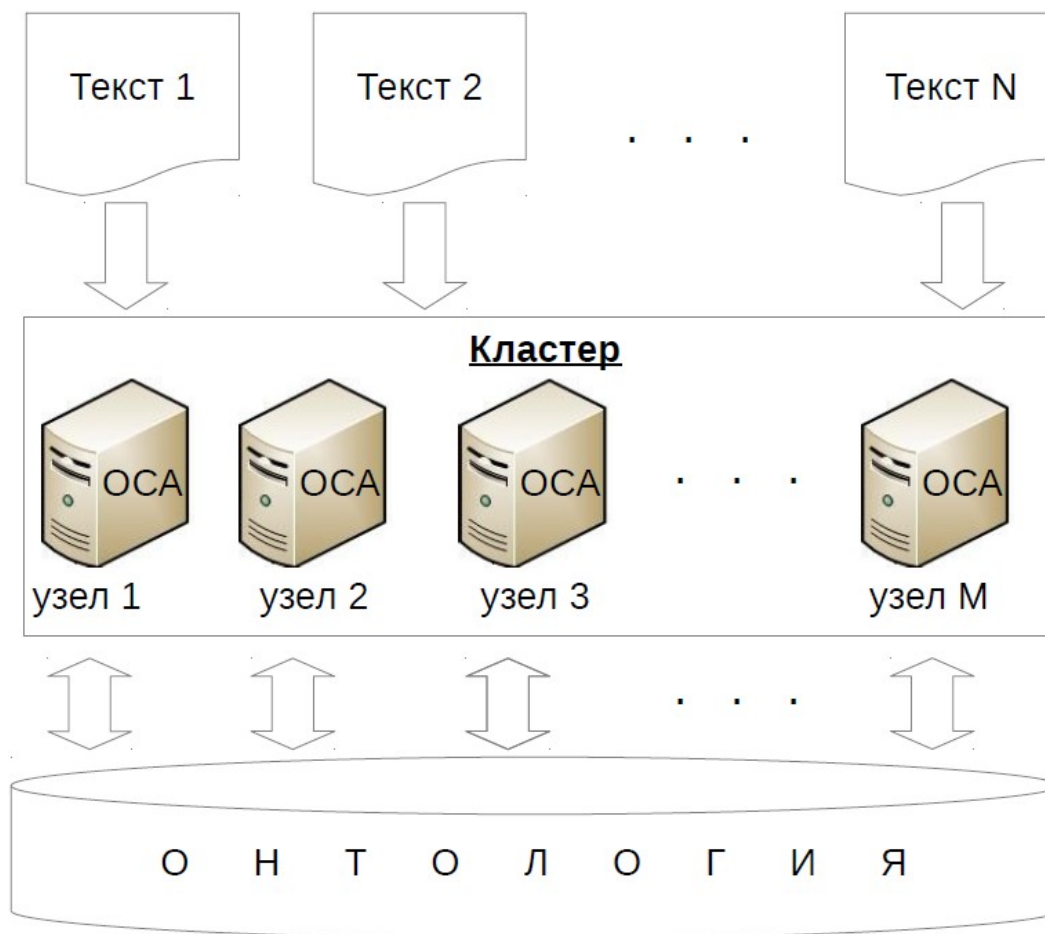 Текст 1
Текст 2
. . .
Текст N
Кластер
ОСА
ОСА
ОСА
. . .
ОСА
узел 1
узел 2
узел 3
узел М
. . .
О Н Т О Л О Г И Я